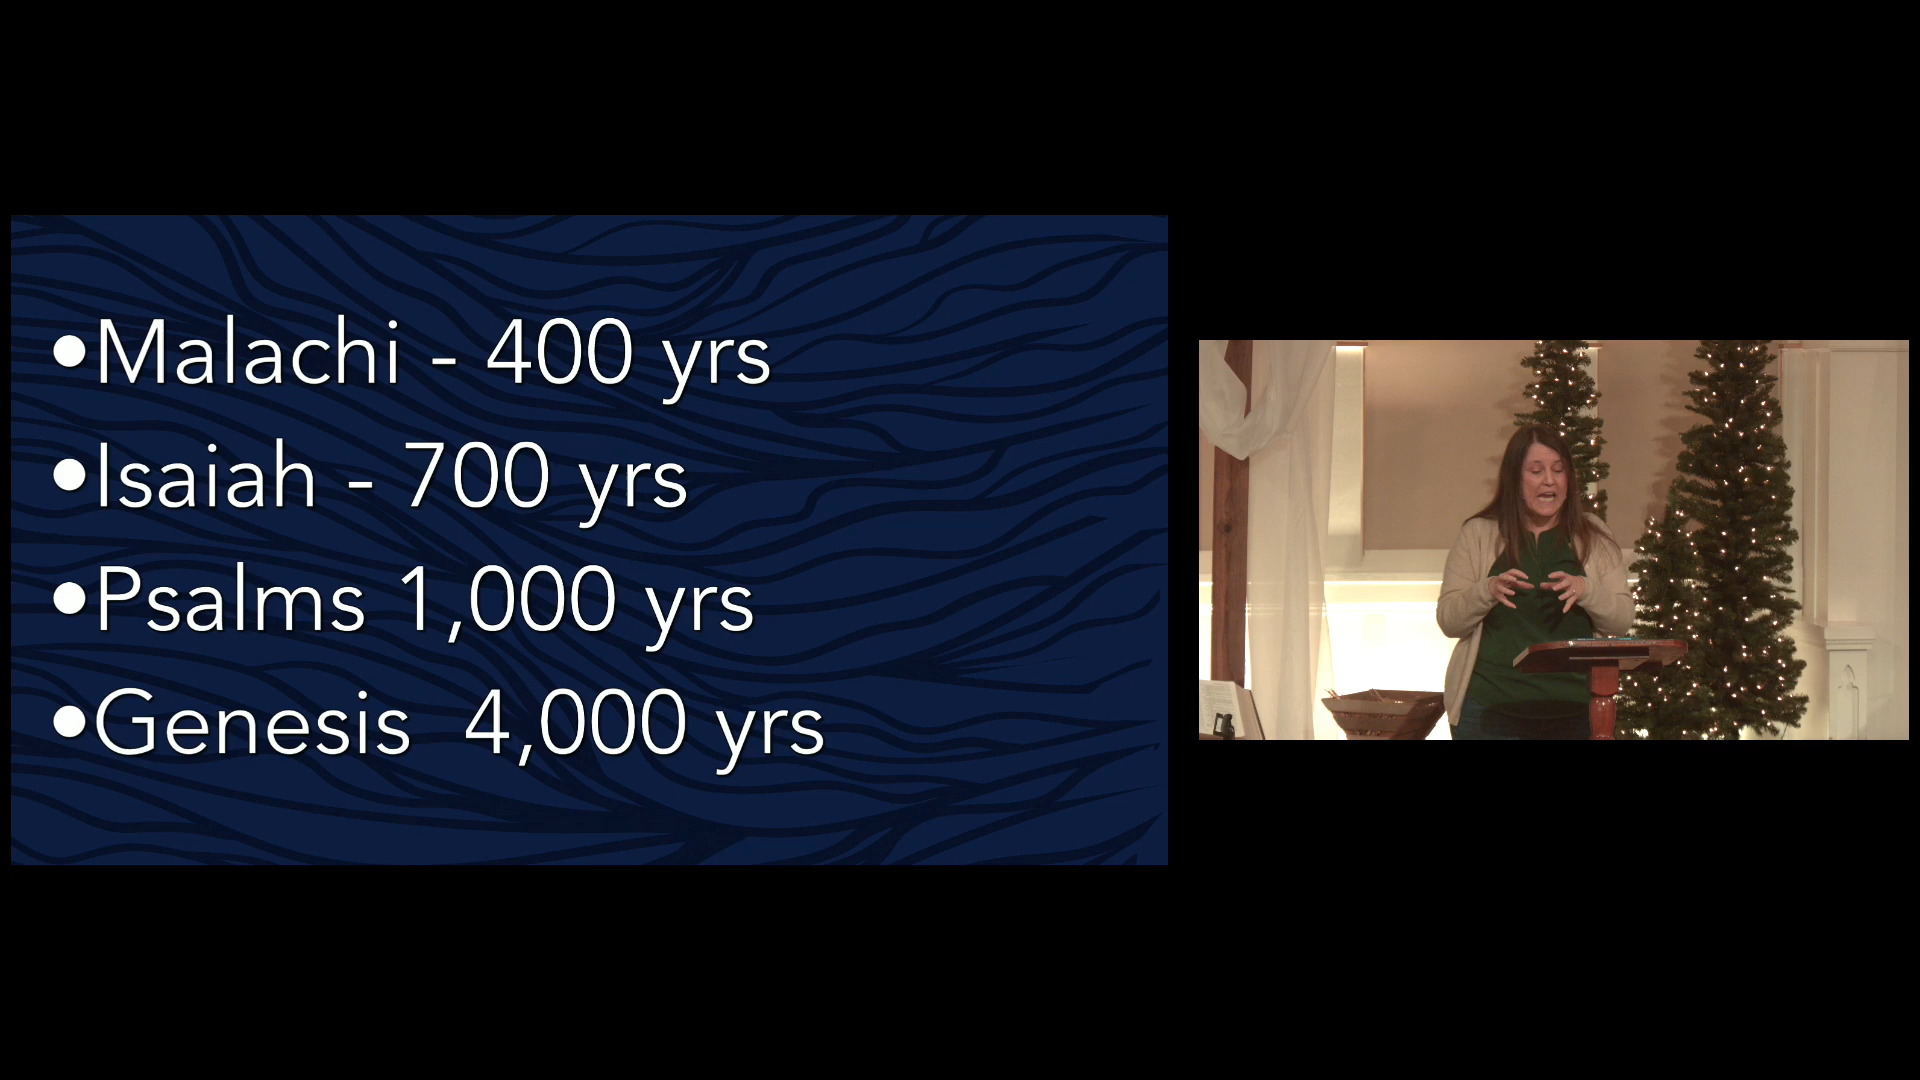 •Malachi - 400 yrs
•Isaiah - 700 yrs
•Psalms 1,000 yrs
•Genesis  4,000 yrs